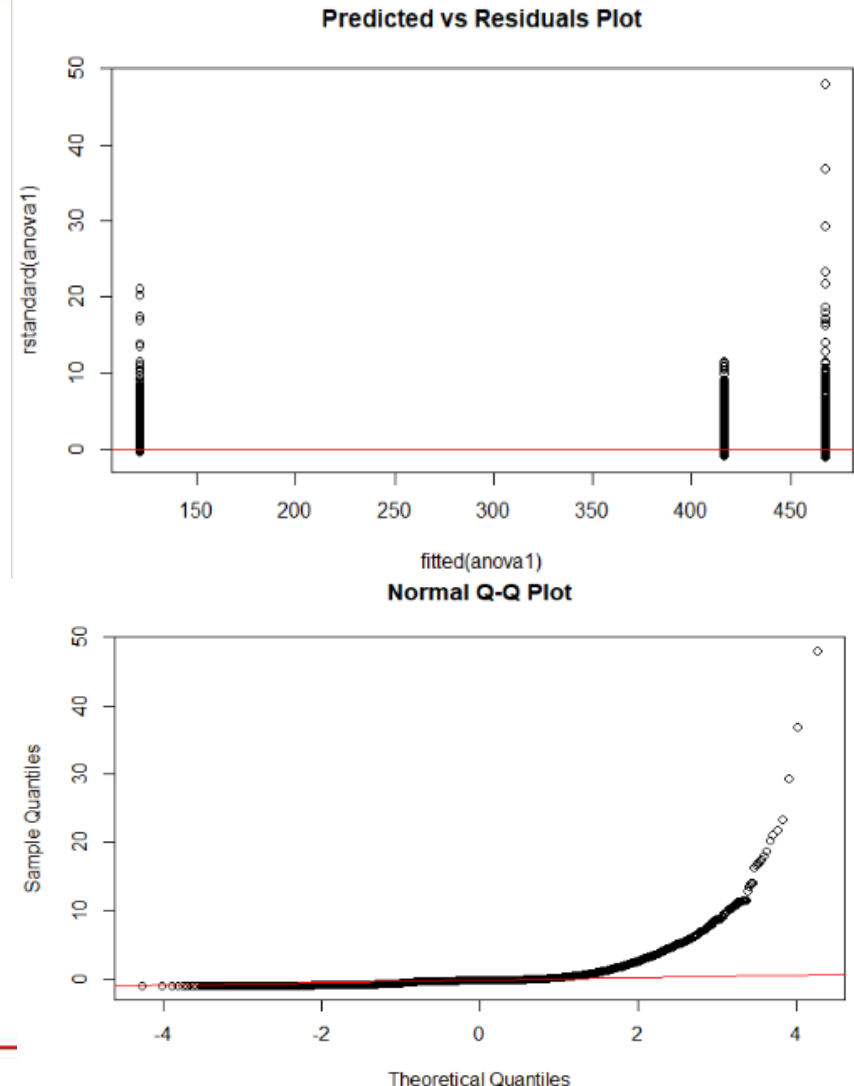 Predicted vs Residuals Plot
50
40
30
20
10
0
rstandard(anova1)
150 200 250 300 350 400 450
fitted(anova1)
Normal Q-Q Plot
50
40
30
20
10
0
Sample Quantiles
-4 -2 0 2 4
Theoretical Quantiles